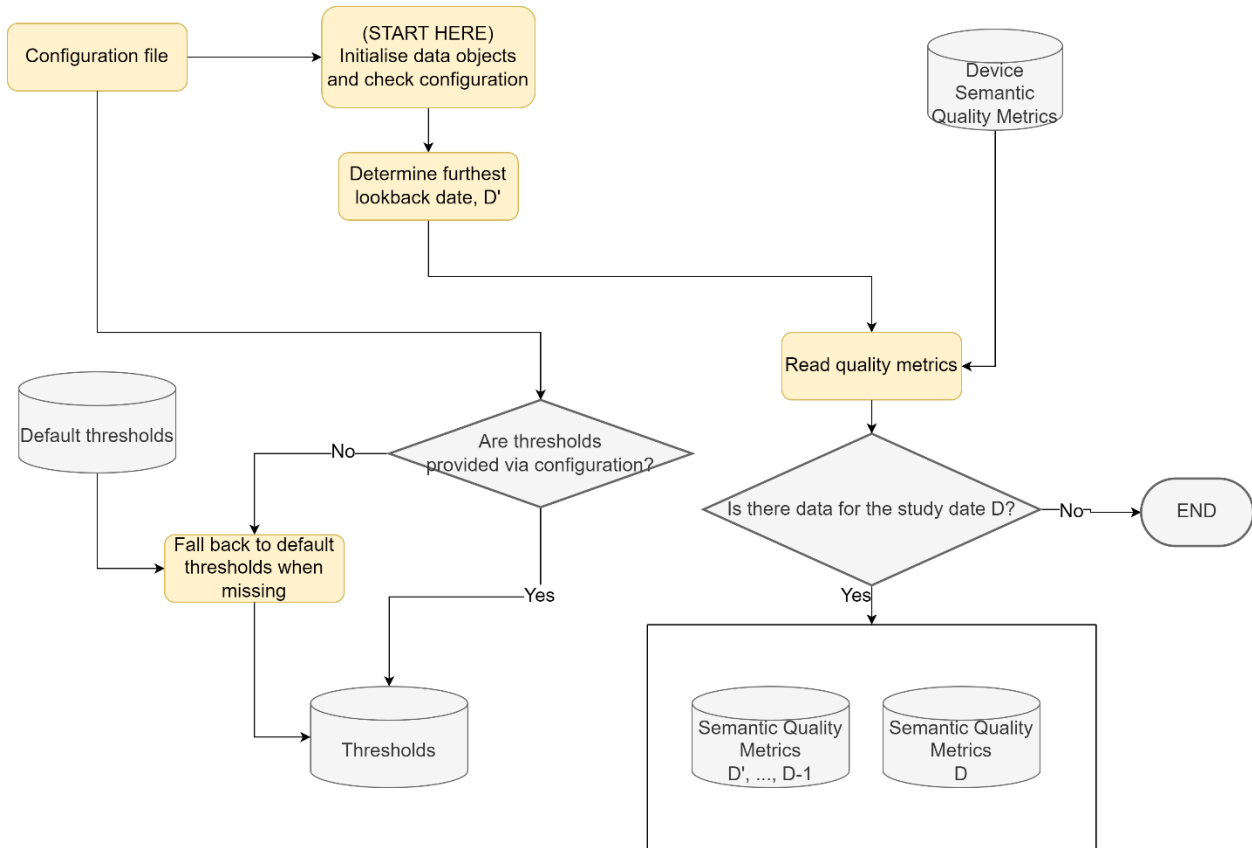 Configuration file
(START HERE)
Initialise data objects
and check configuration
Device
Semantic
Quality Metrics
Determine furthest
lookback date, D'
Read quality metrics
Default thresholds
Are thresholds
provided via configuration?
No
Yes
Fall back to default
thresholds when
missing
Thresholds
Is there data for the study date D?
No
END
Yes
Semantic Quality
Metrics
D', ..., D-1
Semantic Quality
Metrics
D